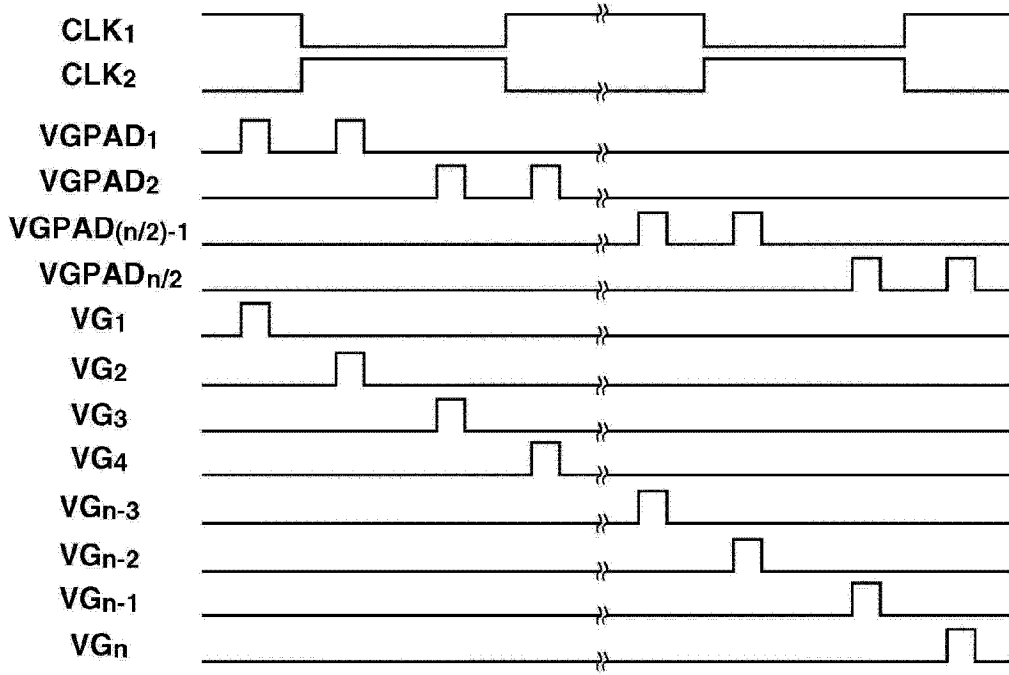 CLK1
CLK2
VGPAD1
VGPAD2
VGPAD(n/2)-1
VGPADn/2
VG1
VG2
VG3
VG4
VGn-3
VGn-2
VGn-1
VGn